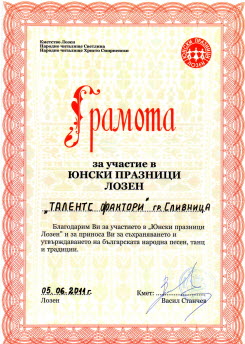 Кметство Лозен
Народно читалище Светлина
Народно читалище Христо Смирненски
ЮНСКИ ПРАЗНИЦИ
ЛОЗЕН
Грамота
за участие в
ЮНСКИ ПРАЗНИЦИ
ЛОЗЕН
„ТАЛЕНТС ФАКТОРИ" гр. Сливница
Благодарим Ви за участието в „Юнски празници
Лозен" и за приноса Ви за съхраняването и
утвърждаването на българската народна песен, танц
и традиции.
05.06.2011г.
Лозен
Кмет:
Васил Станчев